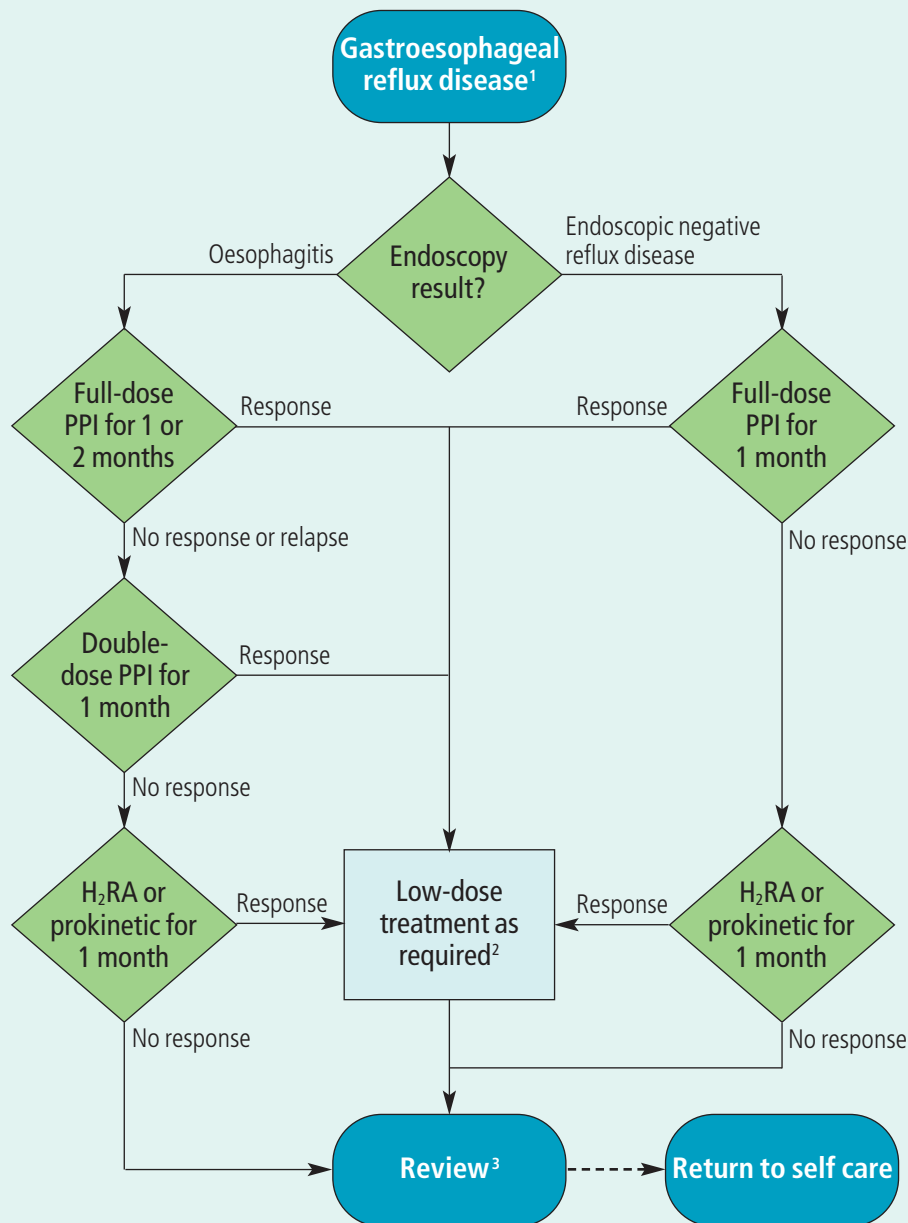 Gastroesophageal
reflux disease¹
Endoscopy
result?
Oesophagitis
Endoscopic negative
reflux disease
Full-dose
PPI for 1 or
2 months
Response
Response
Full-dose
PPI for
1 month
No response or relapse
No response
Double-
dose PPI for
1 month
Response
No response
H₂RA or
prokinetic for
1 month
Response
Low-dose
treatment as
required²
Response
H₂RA or
prokinetic for
1 month
No response
No response
Review³
Return to self care